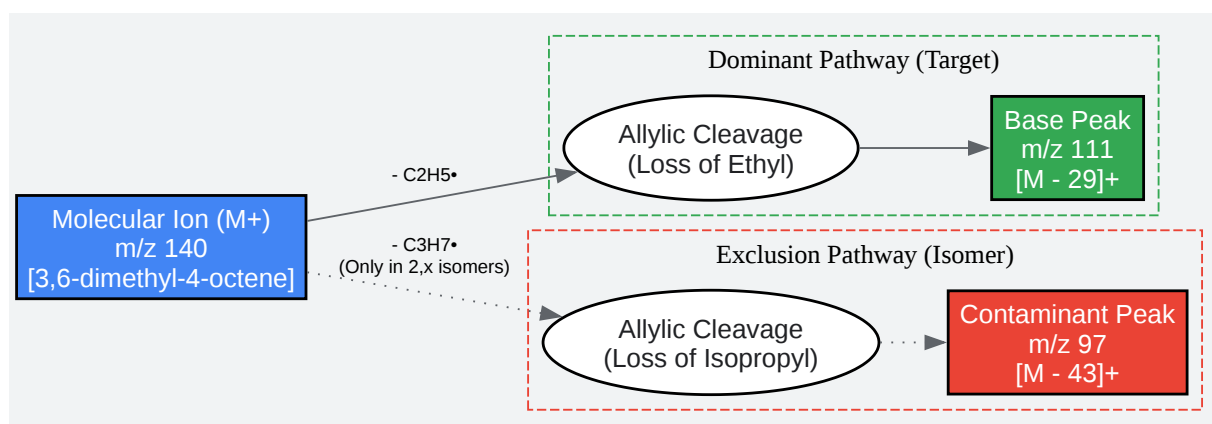 Dominant Pathway (Target)
Allylic Cleavage
(Loss of Ethyl)
Base Peak
m/z 111
[M - 29]+
- C2H5•
Molecular Ion (M+)
m/z 140
[3,6-dimethyl-4-octene]
- C3H7•
(Only in 2,x isomers)
Exclusion Pathway (Isomer)
Allylic Cleavage
(Loss of Isopropyl)
Contaminant Peak
m/z 97
[M - 43]+